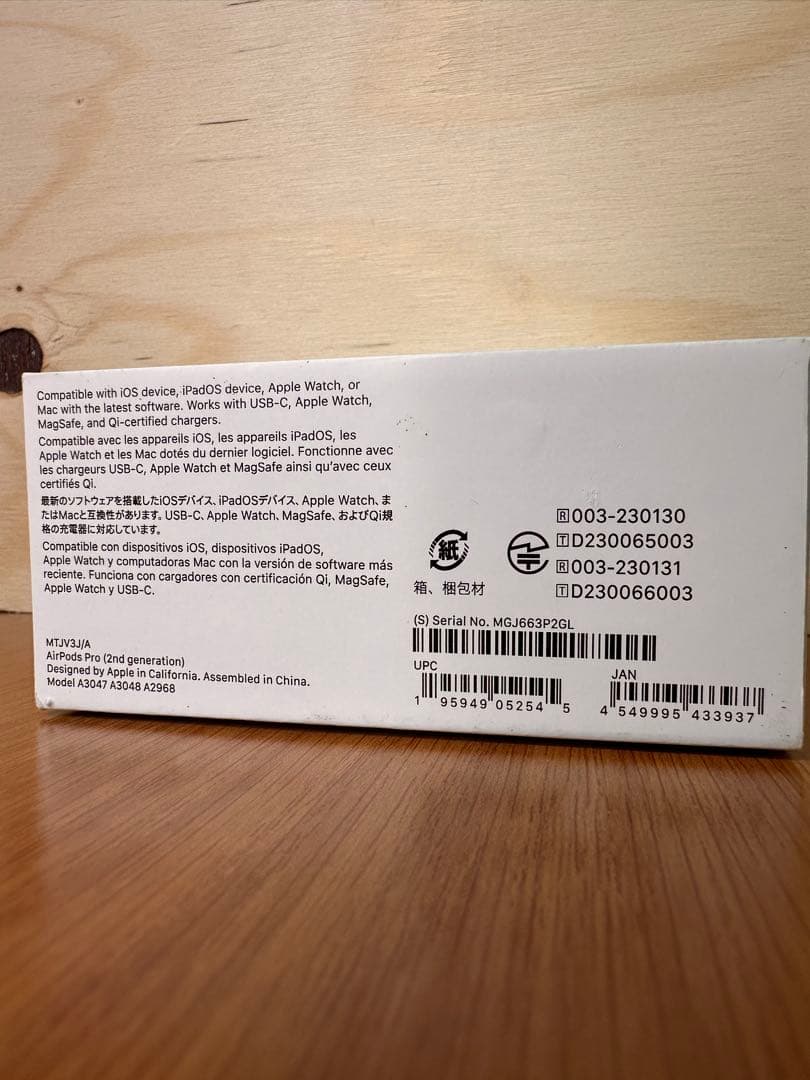 Compatible with iOS device, iPadOS device, Apple Watch, or
Mac with the latest software. Works with USB-C, Apple Watch,
MagSafe, and Qi-certified chargers.
Compatible avec les appareils iOS, les appareils iPadOS, les
Apple Watch et les Mac dotés du dernier logiciel. Fonctionne avec
les chargeurs USB-C, Apple Watch et MagSafe ainsi qu'avec ceux
certifiés Qi.
最新のソフトウェアを搭載したiOSデバイス、iPadOSデバイス、Apple Watch、ま
たはMacと互換性があります。USB-C、Apple Watch、MagSafe、およびQi規
格の充電器に対応しています。
Compatible con dispositivos iOS, dispositivos iPadOS,
Apple Watch y computadoras Mac con la versión de software más
reciente. Funciona con cargadores con certificación Qi, MagSafe,
Apple Watch y USB-C.
MTJV3J/A
AirPods Pro (2nd generation)
Designed by Apple in California. Assembled in China.
Model A3047 A3048 A2968
紙
箱、梱包材
R 003-230130
T D230065003
R 003-230131
T D230066003
(S) Serial No. MGJ663P2GL
UPC
1 95949 05254 5
JAN
4 549995 433937